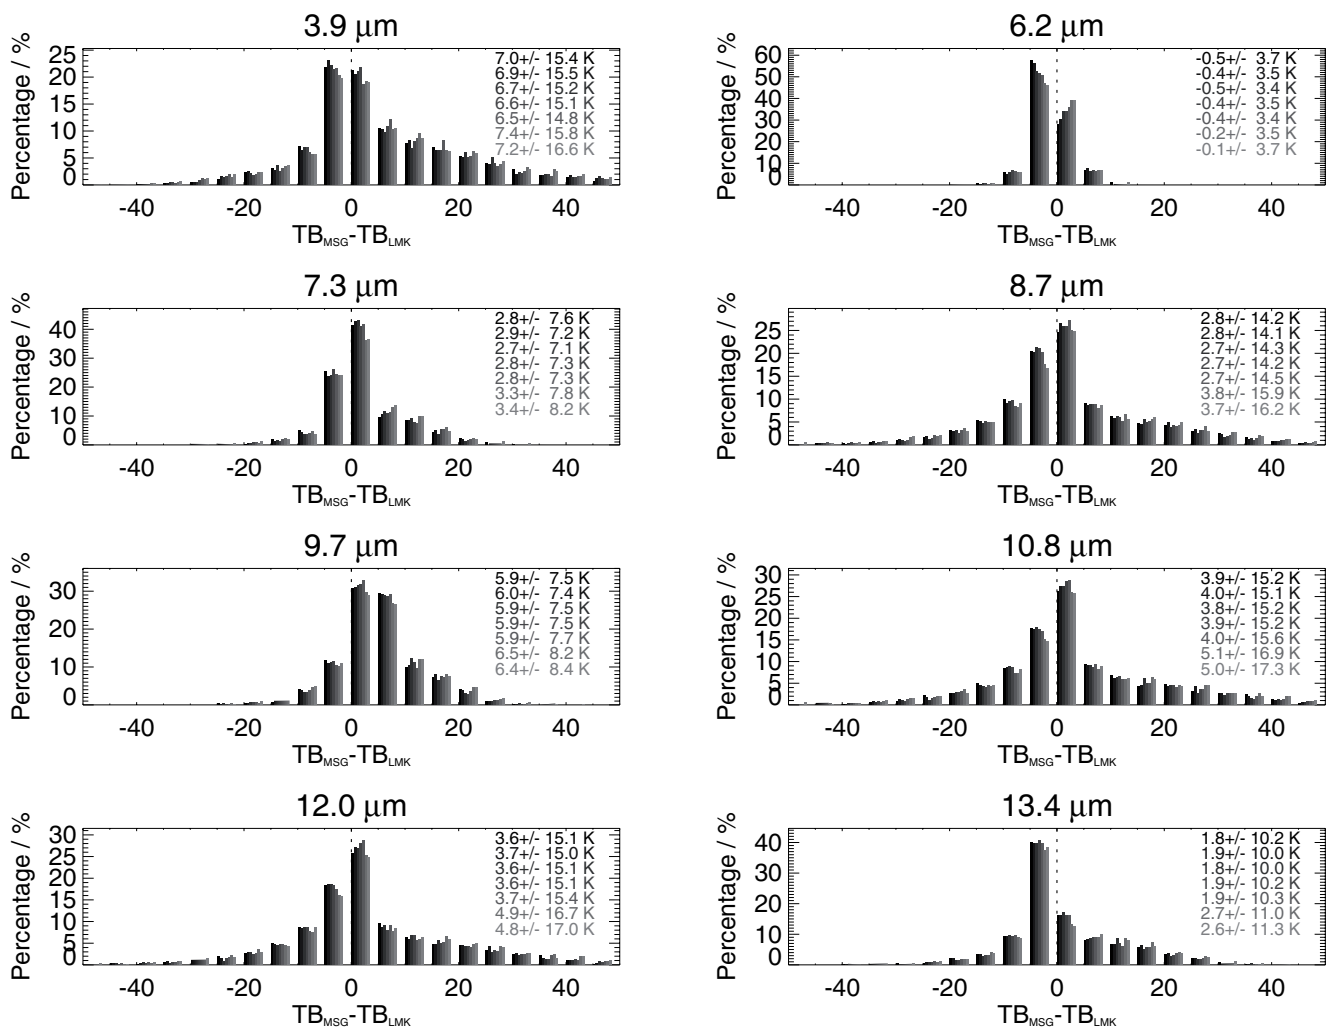 3.9 μm
Percentage / %
25
20
15
10
5
0
7.0+/- 15.4 K
6.9+/- 15.5 K
6.7+/- 15.2 K
6.6+/- 15.1 K
6.5+/- 14.8 K
7.4+/- 15.8 K
7.2+/- 16.6 K
-40 -20 0 20 40
TBMSG-TBLMK
6.2 μm
Percentage / %
60
50
40
30
20
10
0
-0.5+/- 3.7 K
-0.4+/- 3.5 K
-0.5+/- 3.4 K
-0.4+/- 3.5 K
-0.4+/- 3.4 K
-0.2+/- 3.5 K
-0.1+/- 3.7 K
-40 -20 0 20 40
TBMSG-TBLMK
7.3 μm
Percentage / %
40
30
20
10
0
2.8+/- 7.6 K
2.9+/- 7.2 K
2.7+/- 7.1 K
2.8+/- 7.3 K
2.8+/- 7.3 K
3.3+/- 7.8 K
3.4+/- 8.2 K
-40 -20 0 20 40
TBMSG-TBLMK
8.7 μm
Percentage / %
25
20
15
10
5
0
2.8+/- 14.2 K
2.8+/- 14.1 K
2.7+/- 14.3 K
2.7+/- 14.2 K
2.7+/- 14.5 K
3.8+/- 15.9 K
3.7+/- 16.2 K
-40 -20 0 20 40
TBMSG-TBLMK
9.7 μm
Percentage / %
30
20
10
0
5.9+/- 7.5 K
6.0+/- 7.4 K
5.9+/- 7.5 K
5.9+/- 7.5 K
5.9+/- 7.7 K
6.5+/- 8.2 K
6.4+/- 8.4 K
-40 -20 0 20 40
TBMSG-TBLMK
10.8 μm
Percentage / %
30
25
20
15
10
5
0
3.9+/- 15.2 K
4.0+/- 15.1 K
3.8+/- 15.2 K
3.9+/- 15.2 K
4.0+/- 15.6 K
5.1+/- 16.9 K
5.0+/- 17.3 K
-40 -20 0 20 40
TBMSG-TBLMK
12.0 μm
Percentage / %
30
25
20
15
10
5
0
3.6+/- 15.1 K
3.7+/- 15.0 K
3.6+/- 15.1 K
3.6+/- 15.1 K
3.7+/- 15.4 K
4.9+/- 16.7 K
4.8+/- 17.0 K
-40 -20 0 20 40
TBMSG-TBLMK
13.4 μm
Percentage / %
40
30
20
10
0
1.8+/- 10.2 K
1.9+/- 10.0 K
1.8+/- 10.0 K
1.9+/- 10.2 K
1.9+/- 10.3 K
2.7+/- 11.0 K
2.6+/- 11.3 K
-40 -20 0 20 40
TBMSG-TBLMK